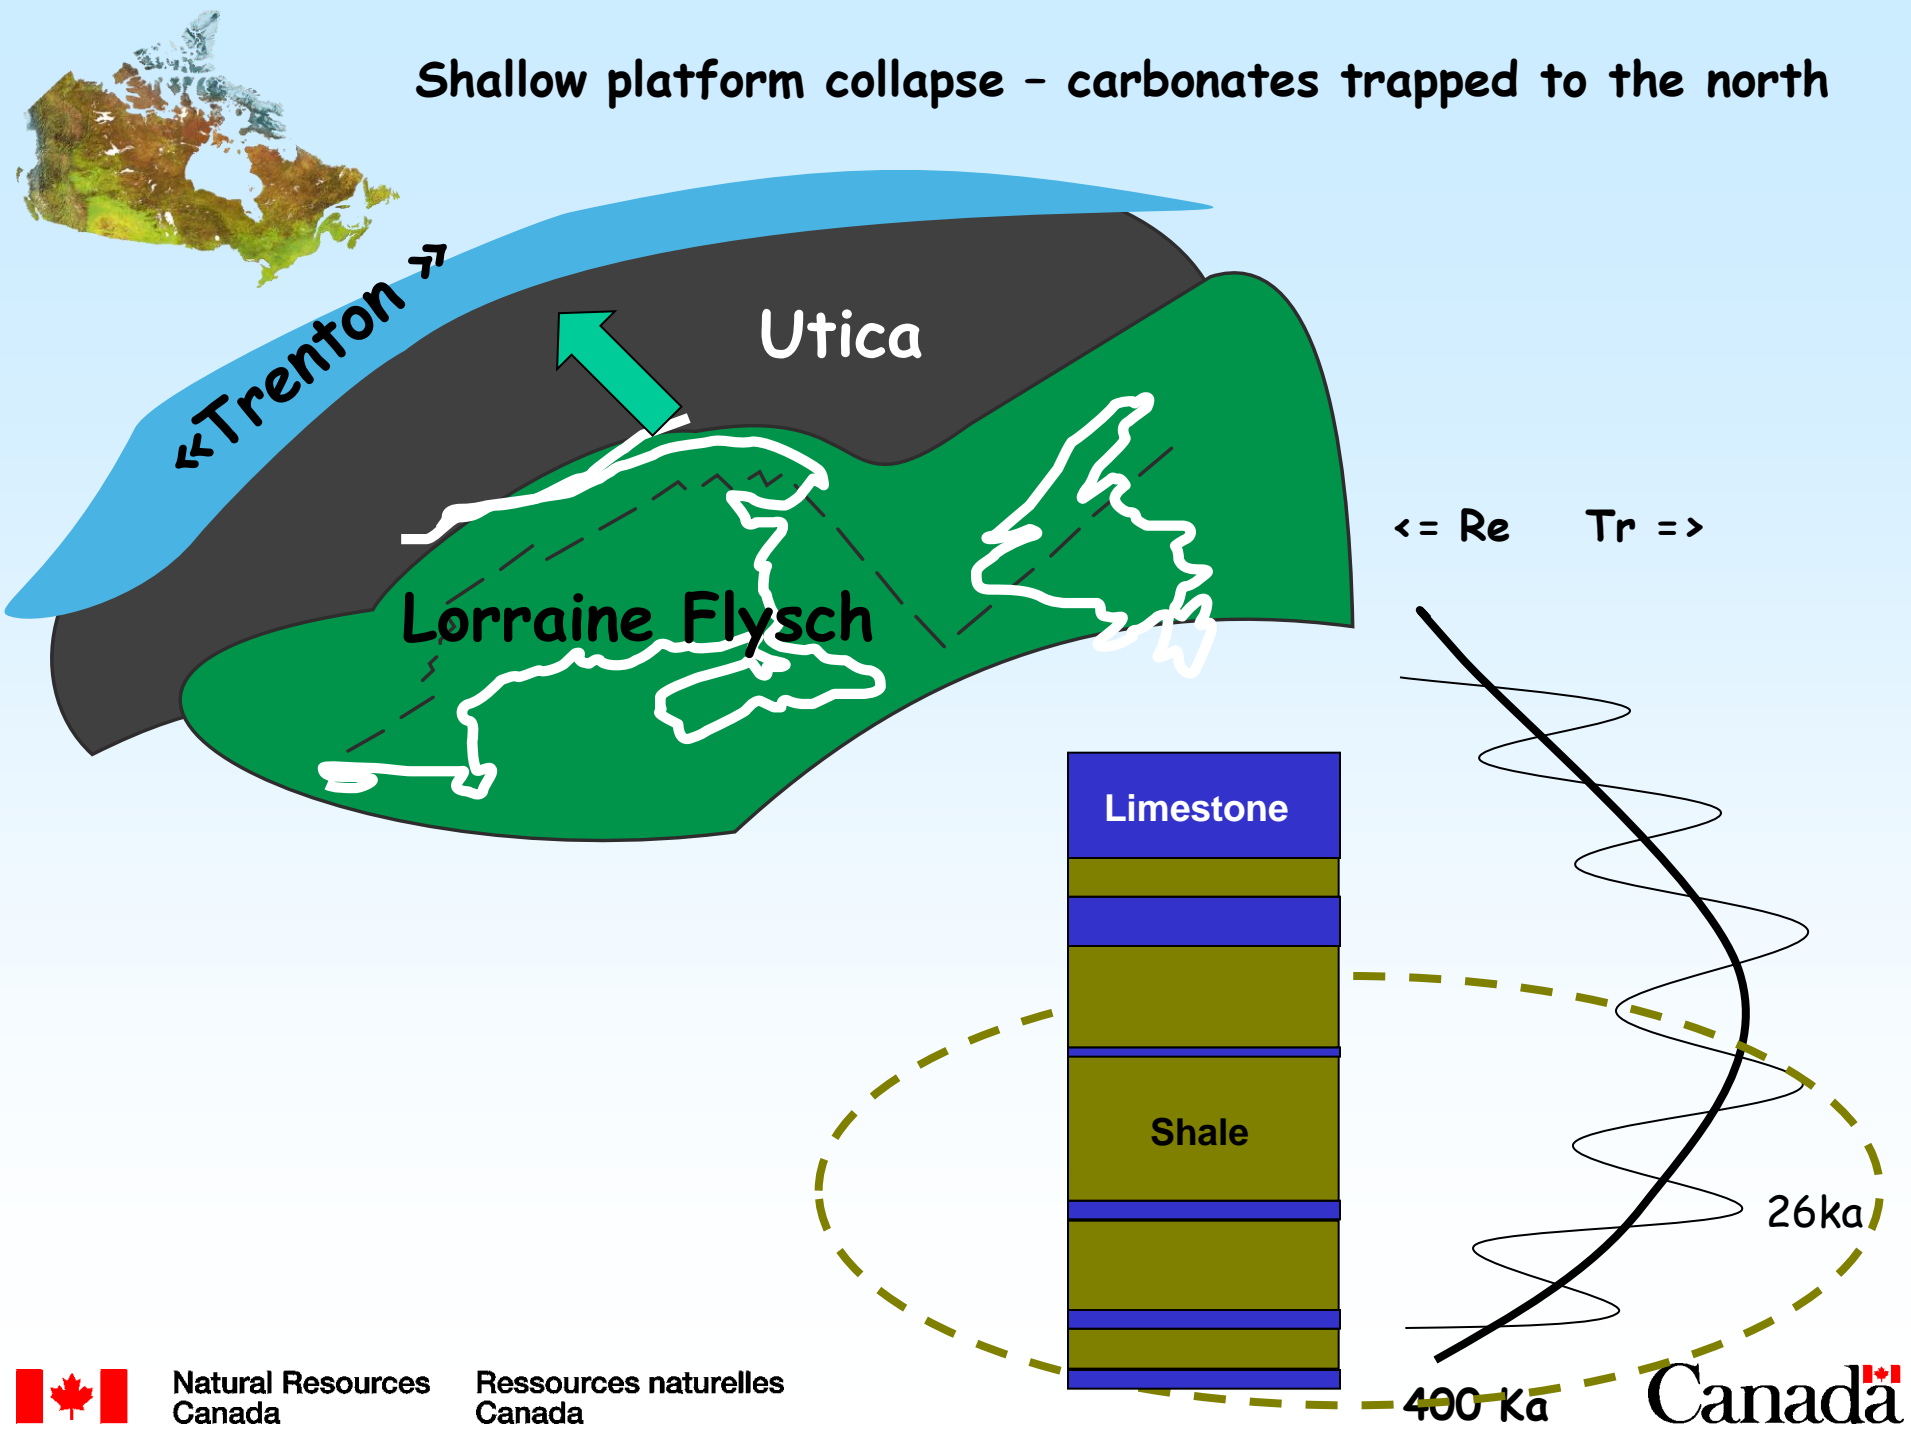 Shallow platform collapse – carbonates trapped to the north
<<Trenton >>
Utica
<= Re Tr =>
Lorraine Flysch
Limestone
Shale
26ka
400 Ka
Natural Resources
Canada
Ressources naturelles
Canada
Canada